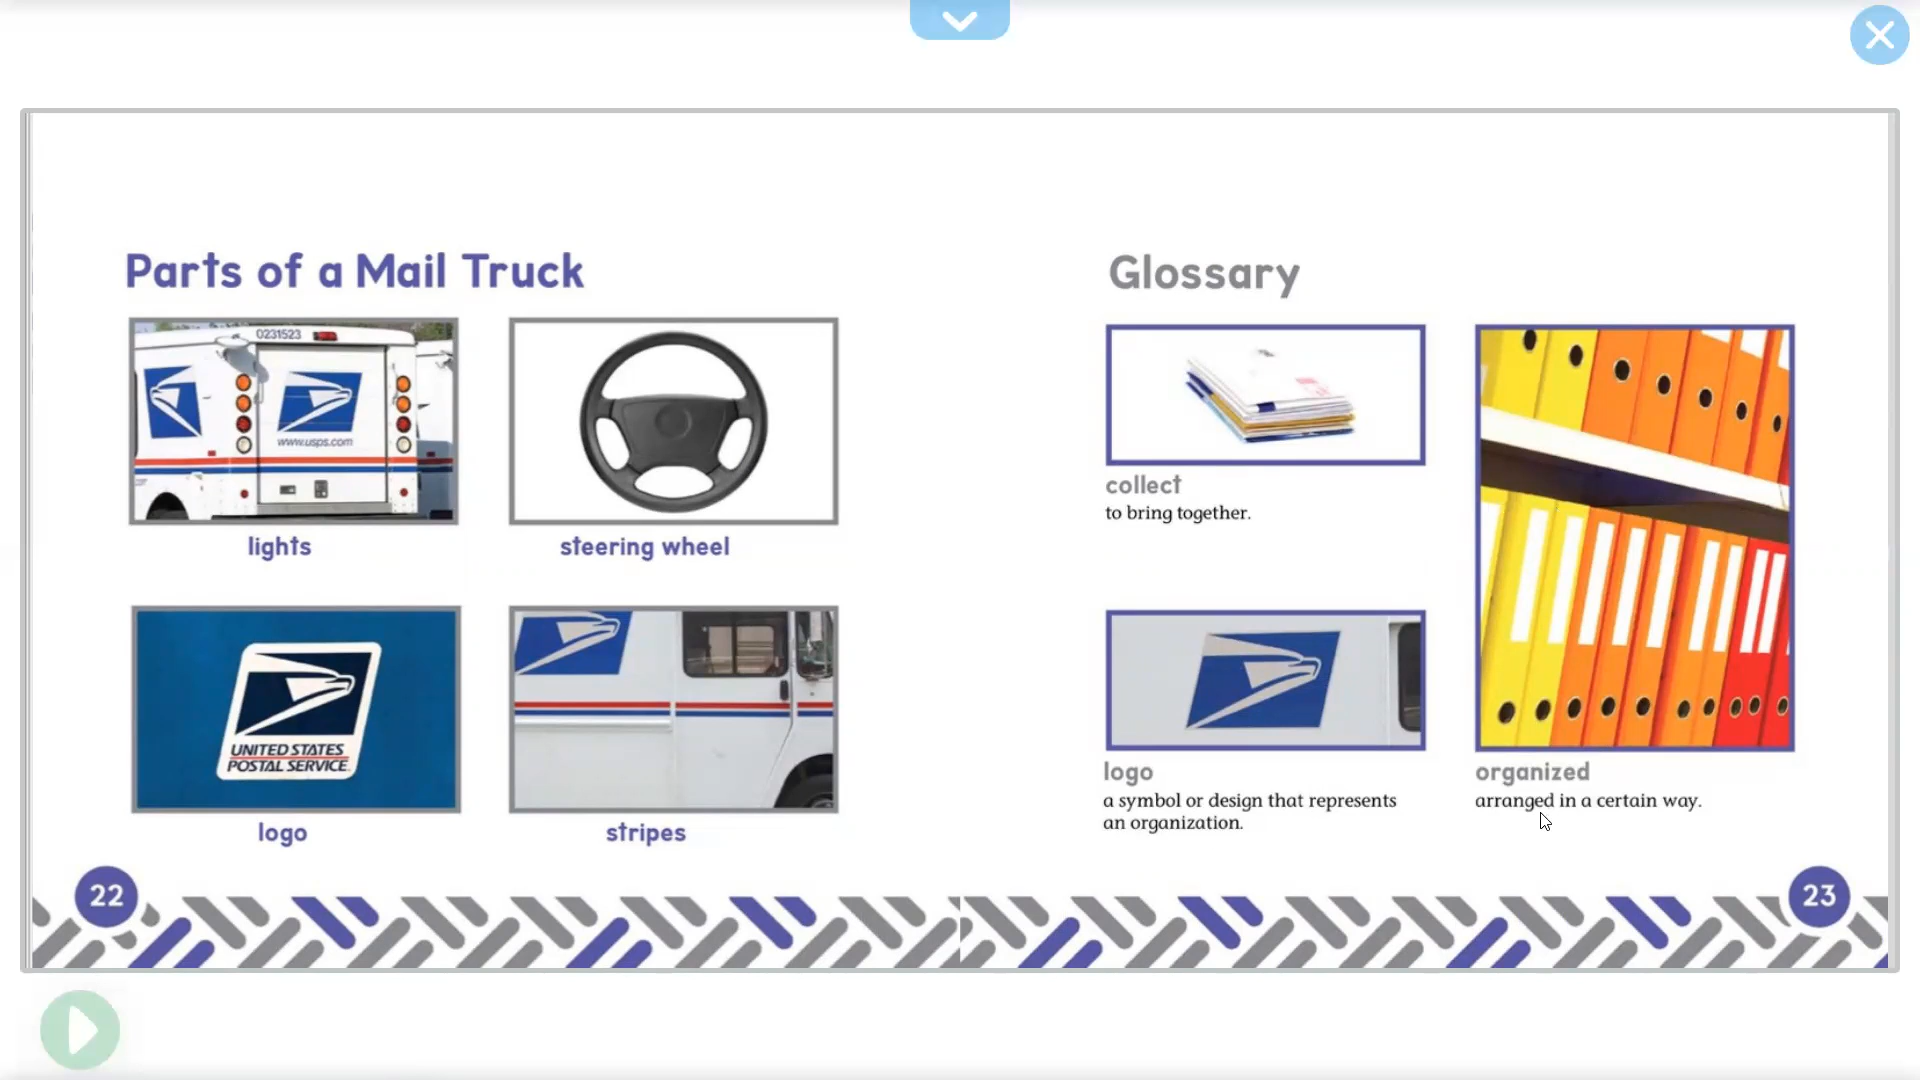 Parts of a Mail Truck
0231523
www.usps.com
lights
steering wheel
UNITED STATES
POSTAL SERVICE
logo
stripes
22
Glossary
collect
to bring together.
logo
a symbol or design that represents
an organization.
organized
arranged in a certain way.
23